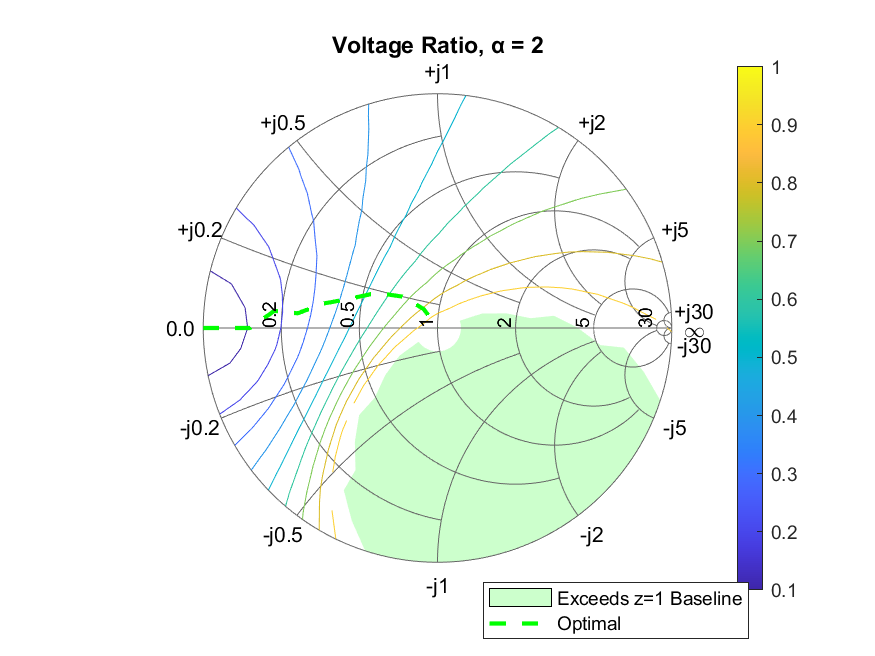 Voltage Ratio, α = 2
+j1
+j0.5
+j2
+j0.2
+j5
0.0
0.2
0.5
1
2
5
30
+j30
∞
-j30
-j0.2
-j5
-j0.5
-j2
-j1
1
0.9
0.8
0.7
0.6
0.5
0.4
0.3
0.2
0.1
Exceeds z=1 Baseline
Optimal